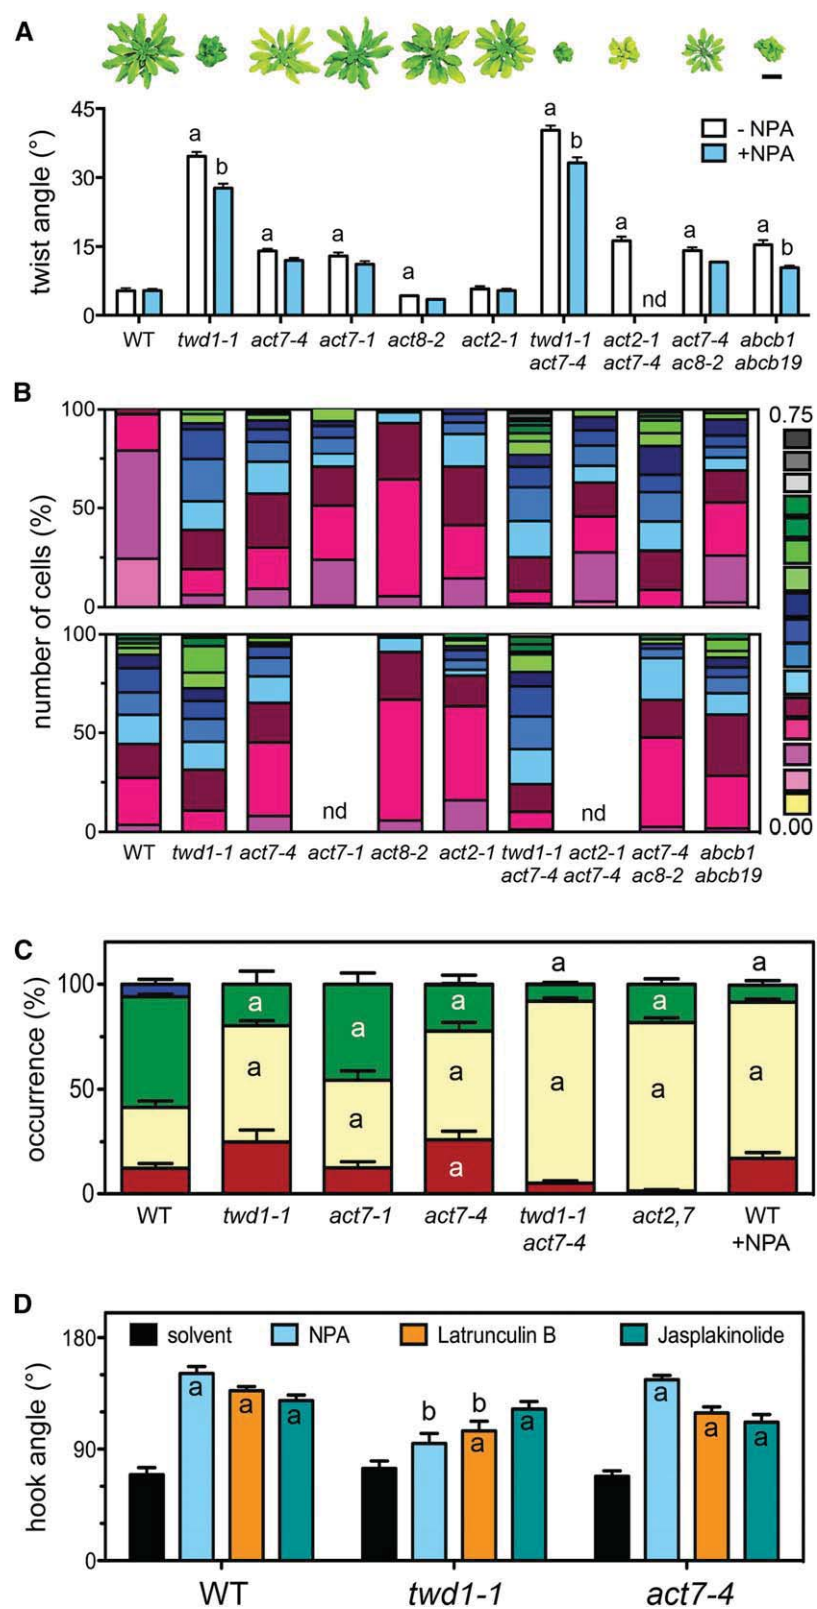 A
45
30
15
0
twist angle (°)
- NPA
+NPA
a
b
a
a
a
a
b
a
nd
a
a
b
WT twd1-1 act7-4 act7-1 act8-2 act2-1 twd1-1 act2-1 act7-4 abcb1
act7-4 act7-4 ac8-2 abcb19
B
100
50
0
0.75
number of cells (%)
100
50
0
nd
nd
0.00
WT twd1-1 act7-4 act7-1 act8-2 act2-1 twd1-1 act2-1 act7-4 abcb1
act7-4 act7-4 ac8-2 abcb19
C
100
50
0
occurrence (%)
a a a a a a a
a a a a a a
a
WT twd1-1 act7-1 act7-4 twd1-1 act2,7 WT
act7-4 +NPA
D
180
90
0
hook angle (°)
solvent NPA Latrunculin B Jasplakinolide
a a a
b b
a a
a a a
WT twd1-1 act7-4